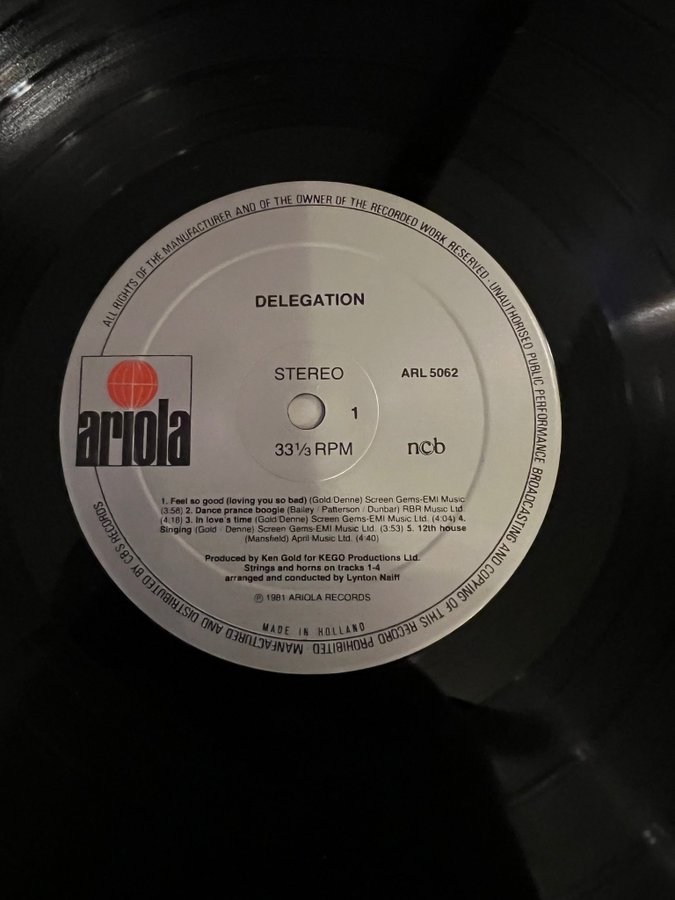 ALL RIGHTS OF THE MANUFACTURER AND OF THE OWNER OF THE RECORDED WORK RESERVED · UNAUTHORISED PUBLIC PERFORMANCE BROADCASTING AND COPYING OF THIS RECORD PROHIBITED · MANFACTURED AND DISTRIBUTED BY CBS RECORDS
DELEGATION
STEREO
ARL 5062
ariola
1
33⅓ RPM
ncb
1. Feel so good (loving you so bad) (Gold/Denne) Screen Gems-EMI Music
(3:58) 2. Dance prance boogie (Bailey / Patterson / Dunbar) RBR Music Ltd.
(4:18) 3. In love's time (Gold/Denne) Screen Gems-EMI Music Ltd. (4:04) 4.
Singing (Gold / Denne) Screen Gems-EMI Music Ltd. (3:53) 5. 12th house
(Mansfield) April Music Ltd. (4:40)
Produced by Ken Gold for KEGO Productions Ltd.
Strings and horns on tracks 1-4
arranged and conducted by Lynton Naiff
℗ 1981 ARIOLA RECORDS
MADE IN HOLLAND